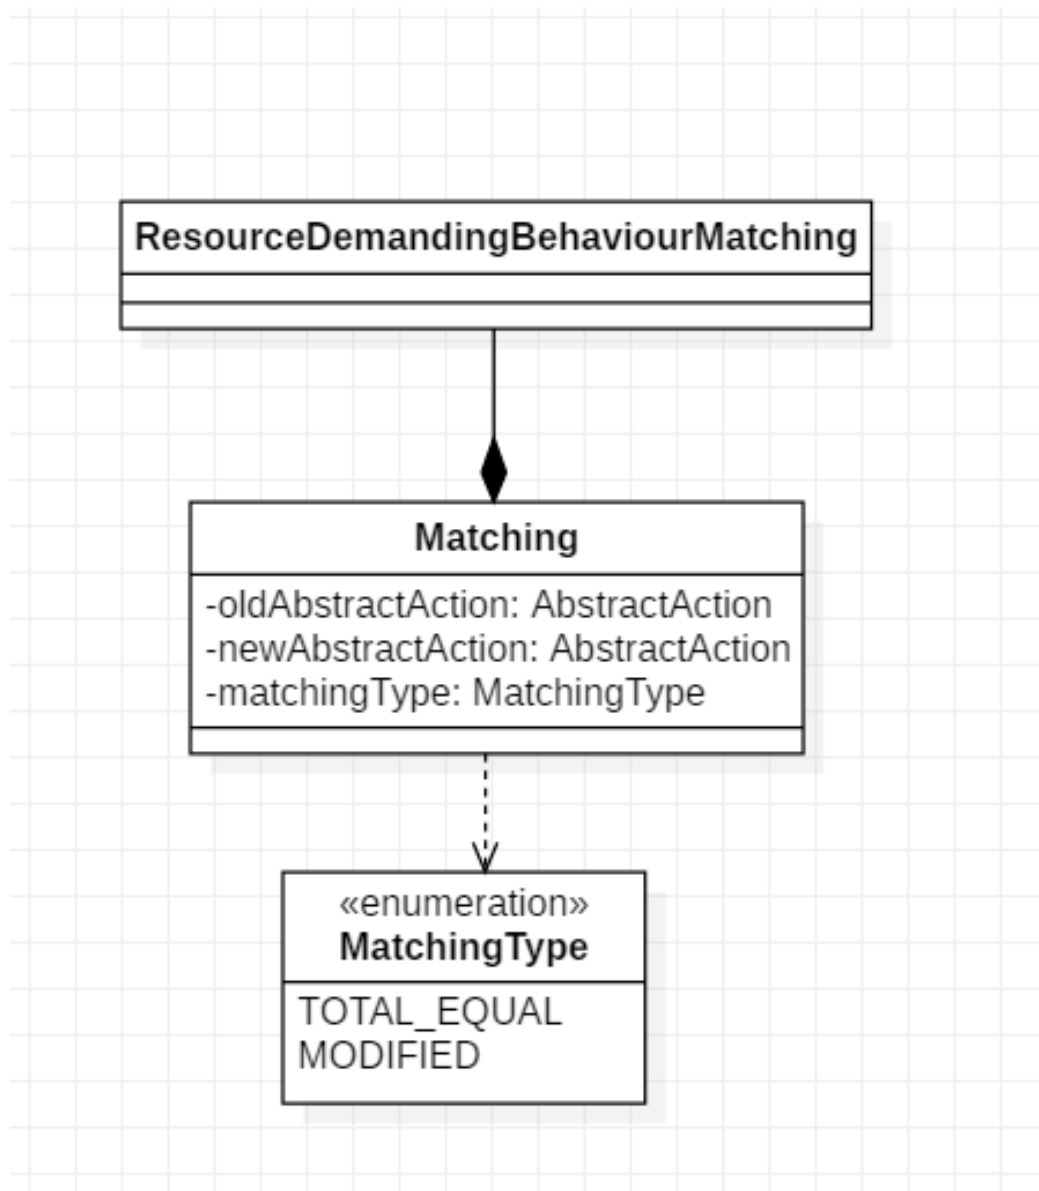 ResourceDemandingBehaviourMatching
Matching
-oldAbstractAction: AbstractAction
-newAbstractAction: AbstractAction
-matchingType: MatchingType
«enumeration»
MatchingType
TOTAL_EQUAL
MODIFIED